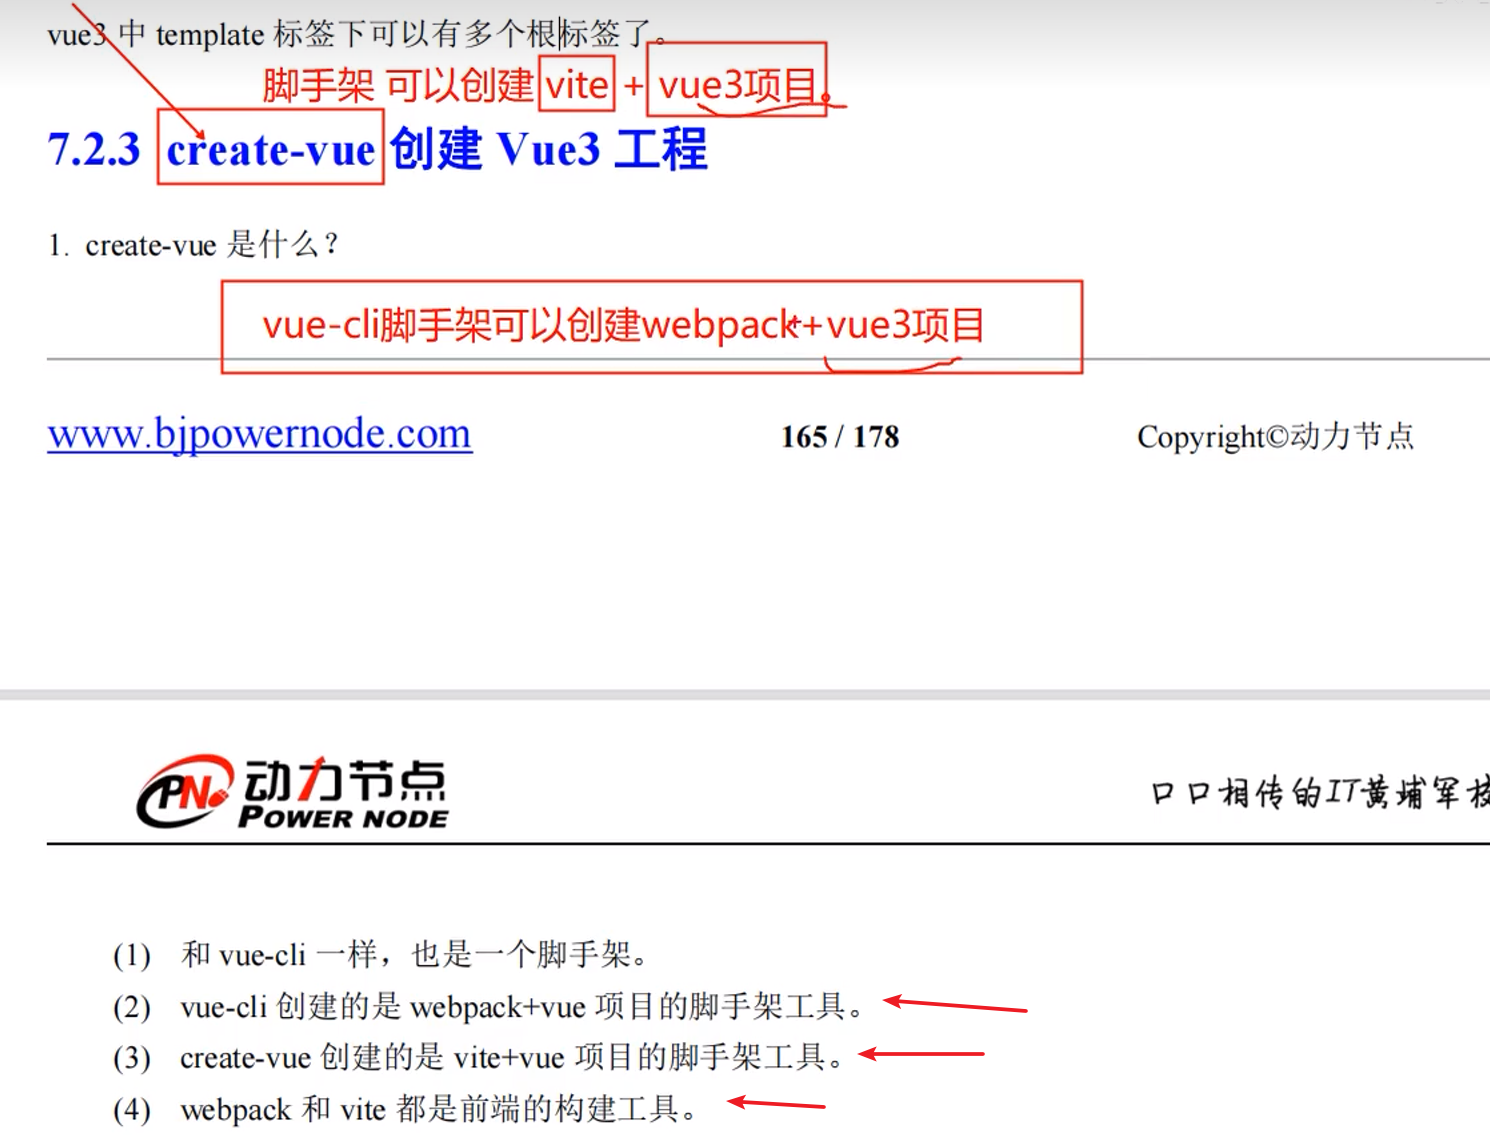 vue3 中 template 标签下可以有多个根标签了。
脚手架 可以创建 vite + vue3项目。
7.2.3 create-vue 创建 Vue3 工程
1. create-vue 是什么？
vue-cli脚手架可以创建webpack+vue3项目
www.bjpowernode.com 165 / 178 Copyright©动力节点
PN 动力节点 口口相传的IT黄埔军校
POWER NODE
(1) 和 vue-cli 一样，也是一个脚手架。
(2) vue-cli 创建的是 webpack+vue 项目的脚手架工具。
(3) create-vue 创建的是 vite+vue 项目的脚手架工具。
(4) webpack 和 vite 都是前端的构建工具。